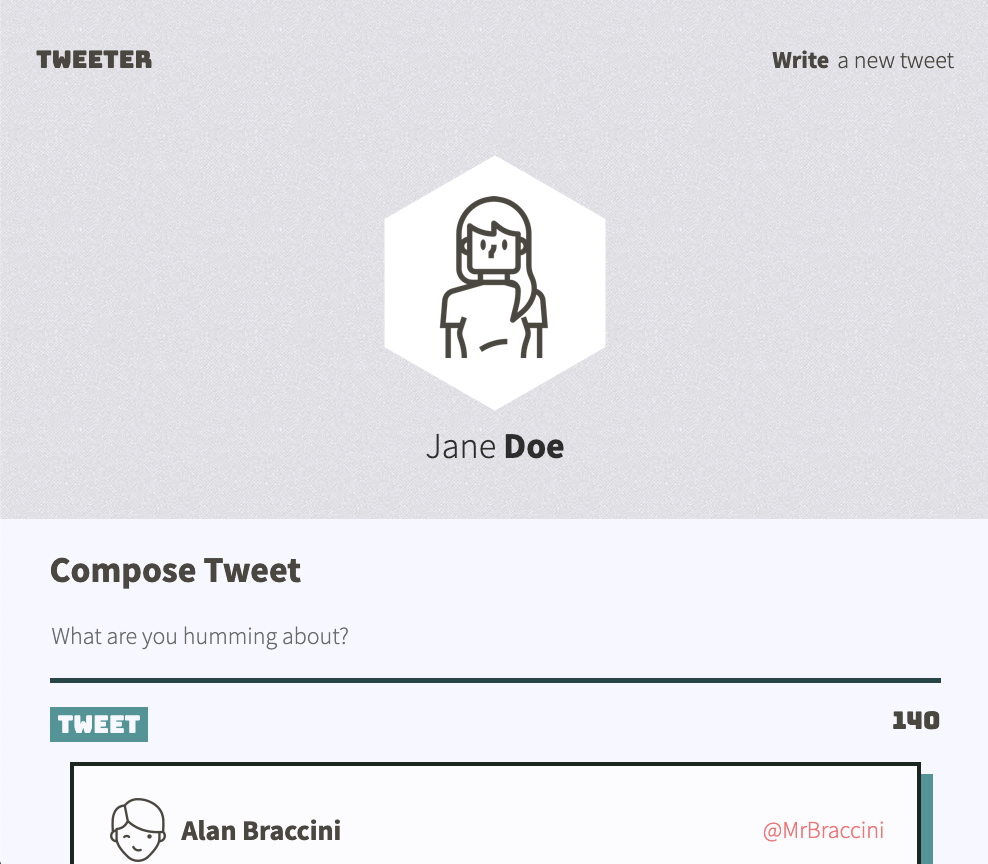 TWEETER
Write a new tweet
Jane Doe
Compose Tweet
What are you humming about?
TWEET
140
Alan Braccini
@MrBraccini